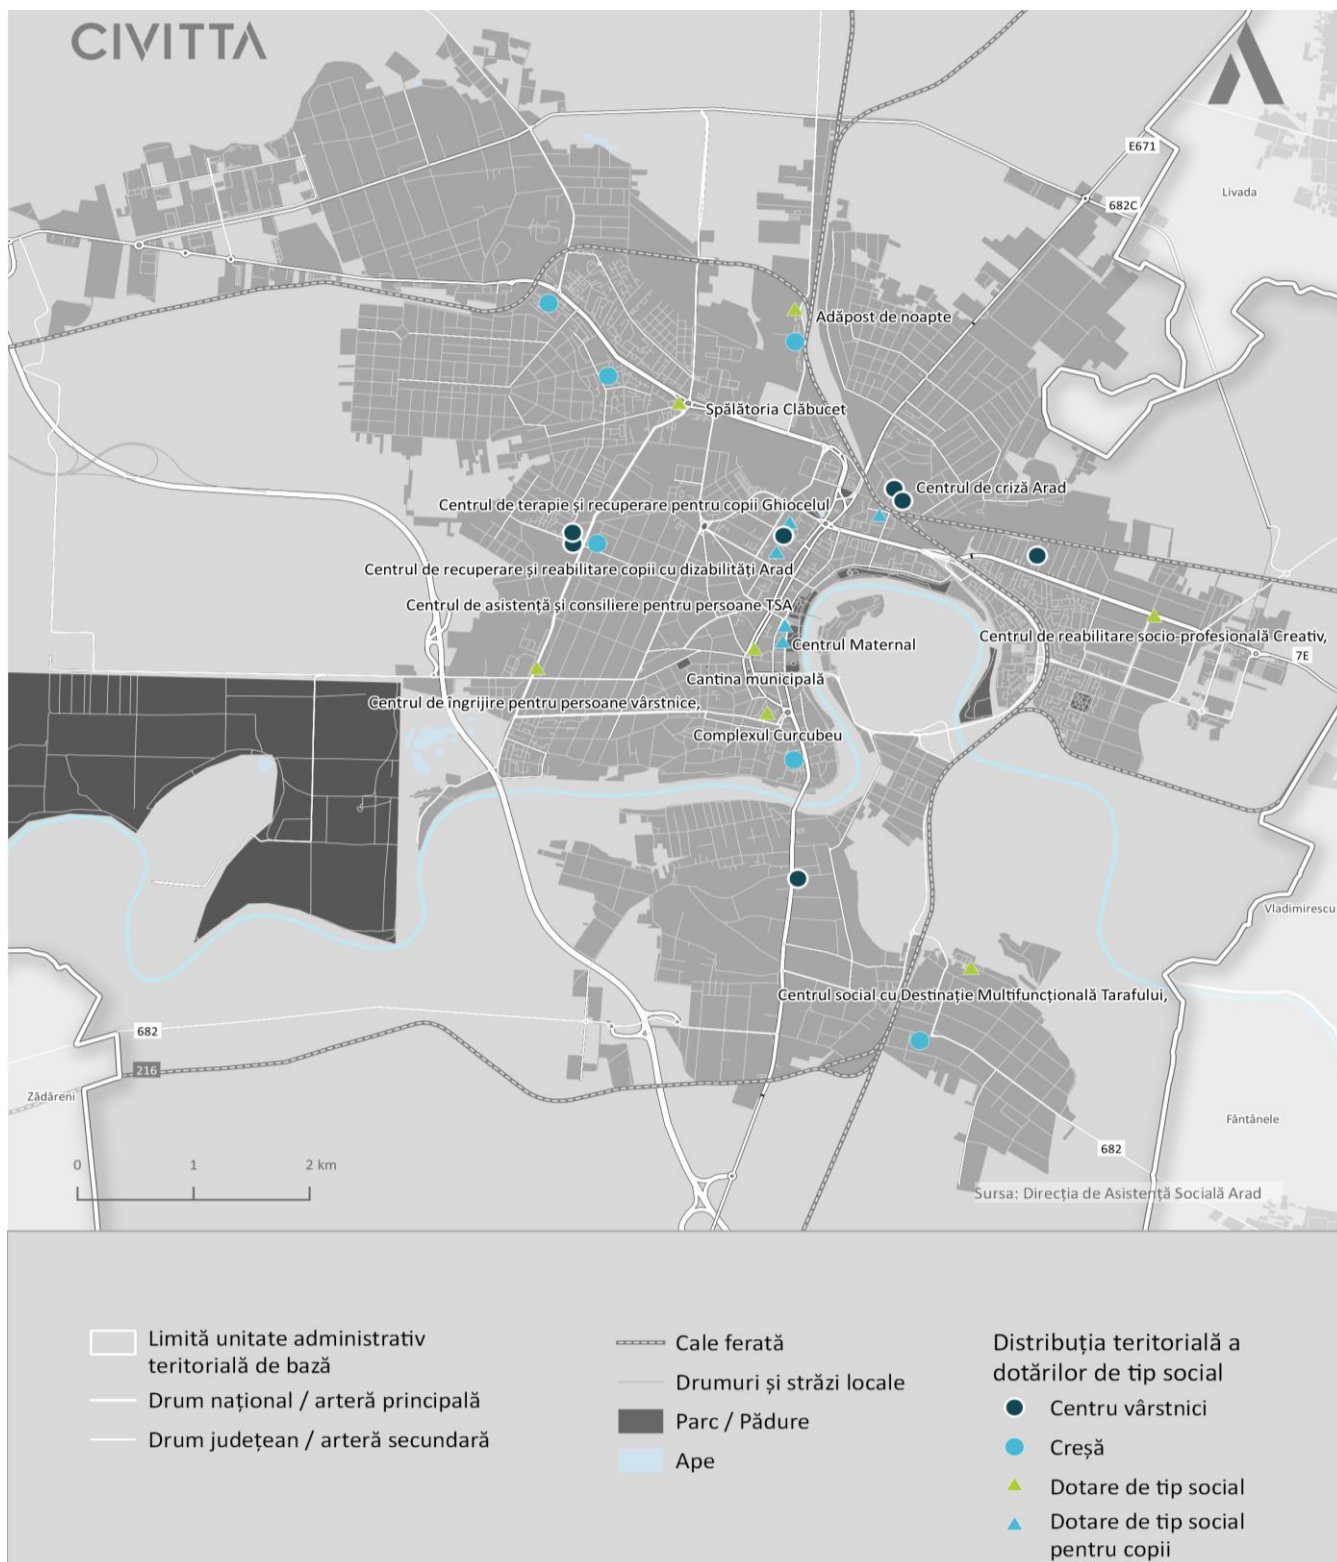 CIVITTA
E671
682C
Livada
Adăpost de noapte
Spălătoria Clăbucet
Centrul de criză Arad
Centrul de terapie și recuperare pentru copii Ghiocelul
Centrul de recuperare și reabilitare copii cu dizabilități Arad
Centrul de asistență și consiliere pentru persoane TSA
Centrul de reabilitare socio-profesională Creativ,
Centrul Maternal
7E
Cantina municipală
Centrul de îngrijire pentru persoane vârstnice,
Complexul Curcubeu
Vladimirescu
Centrul social cu Destinație Multifuncțională Tarafului,
682
216
Zădăreni
Fântânele
682
0 1 2 km
Sursa: Direcția de Asistență Socială Arad
Limită unitate administrativ
teritorială de bază
Drum național / arteră principală
Drum județean / arteră secundară
Cale ferată
Drumuri și străzi locale
Parc / Pădure
Ape
Distribuția teritorială a
dotărilor de tip social
Centru vârstnici
Creșă
Dotare de tip social
Dotare de tip social
pentru copii